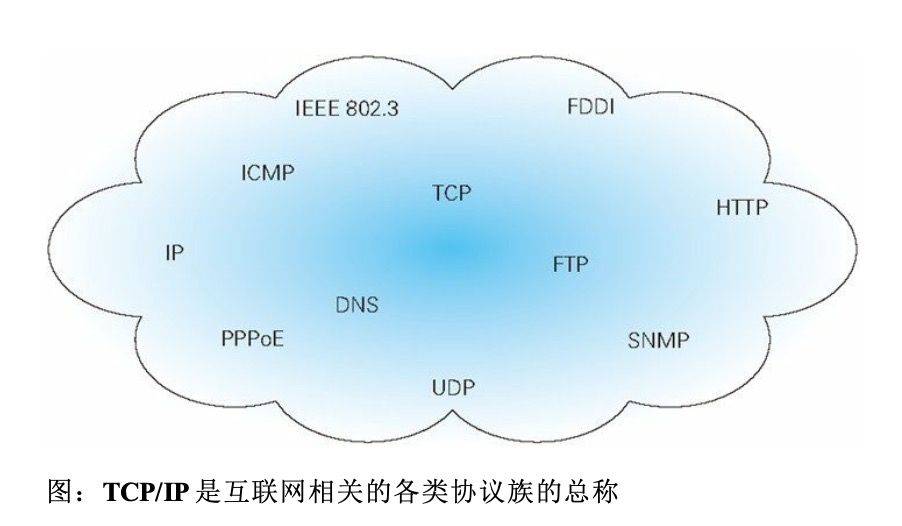 IEEE 802.3
FDDI
ICMP
TCP
HTTP
IP
FTP
DNS
PPPoE
SNMP
UDP
图：TCP/IP 是互联网相关的各类协议族的总称